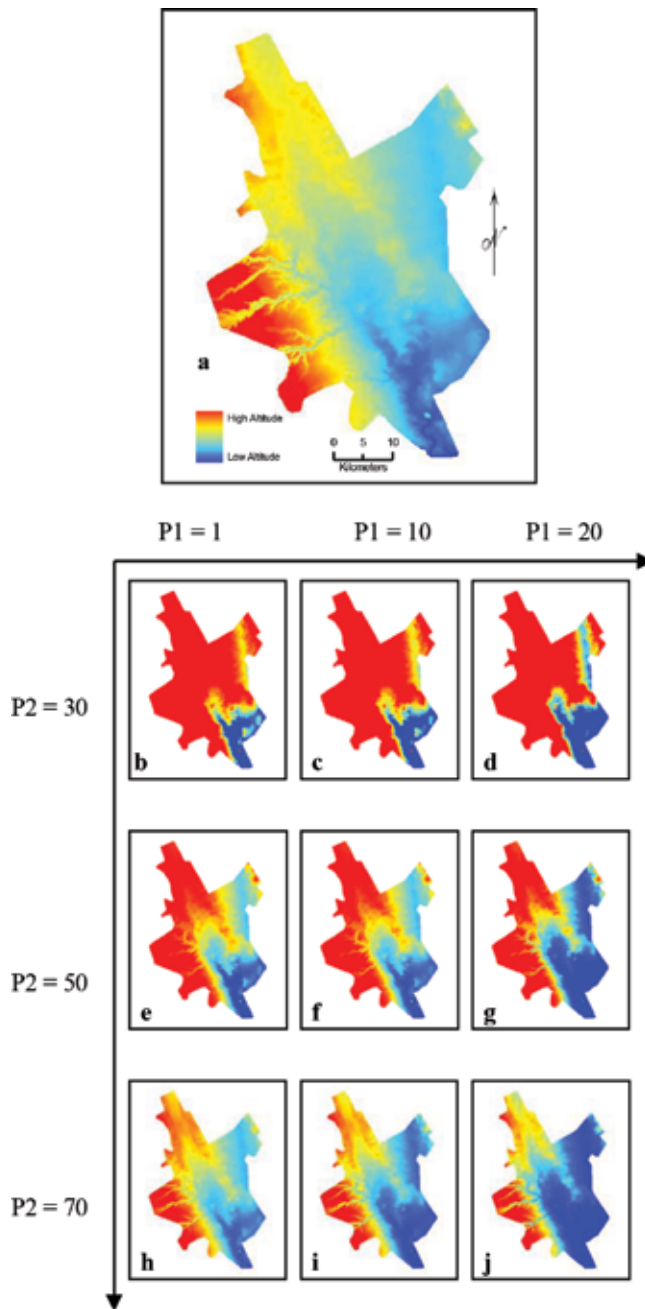 N
a
High Altitude
Low Altitude
0 5 10
Kilometers
P1 = 1 P1 = 10 P1 = 20
P2 = 30
b c d
P2 = 50
e f g
P2 = 70
h i j